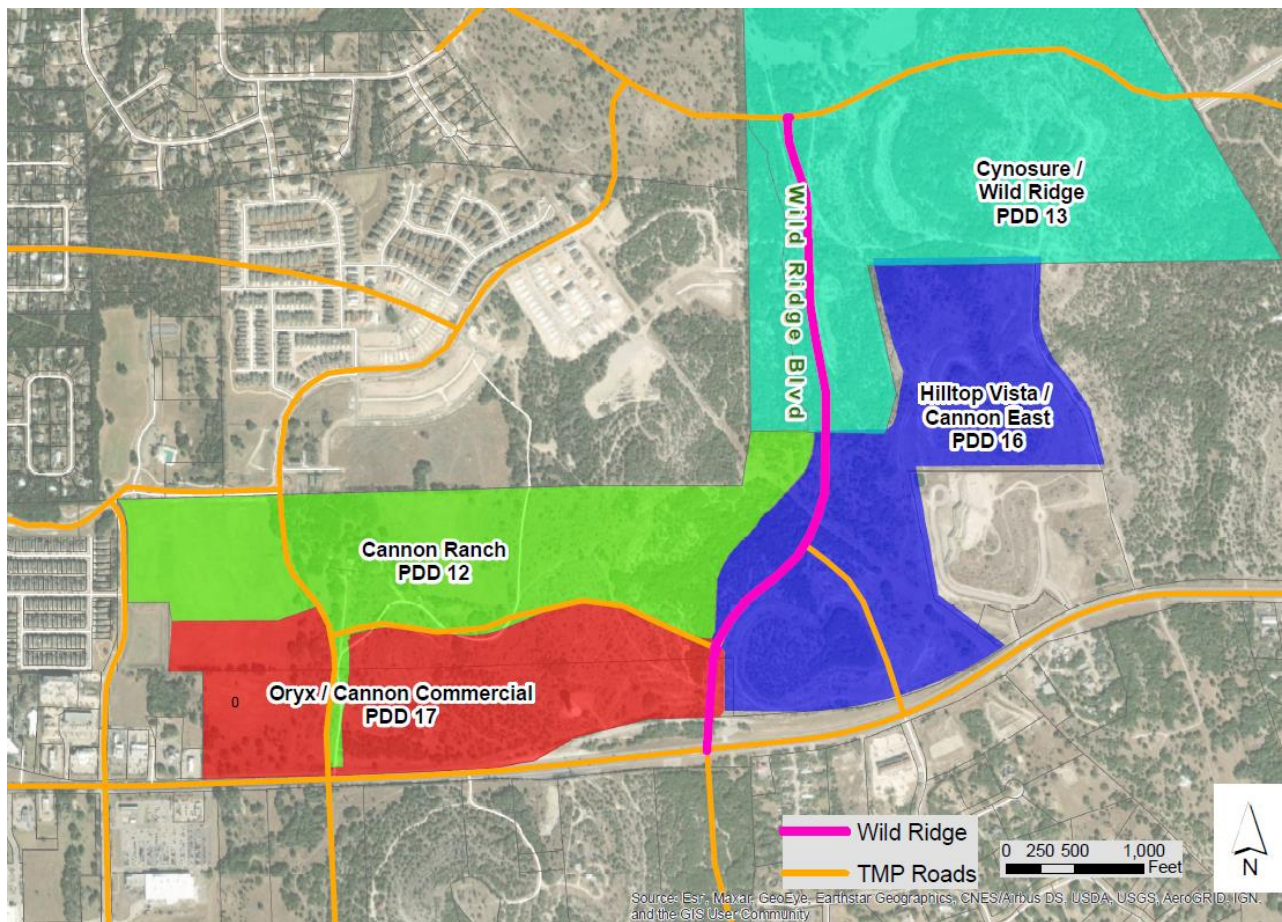 Cynosure /
Wild Ridge
PDD 13
Wild Ridge Blvd
Hilltop Vista /
Cannon East
PDD 16
Cannon Ranch
PDD 12
Oryx / Cannon Commercial
PDD 17
0
Wild Ridge
TMP Roads
0 250 500 1,000
Feet
N
Source: Esri, Maxar, GeoEye, Earthstar Geographics, CNES/Airbus DS, USDA, USGS, AeroGRID, IGN,
and the GIS User Community